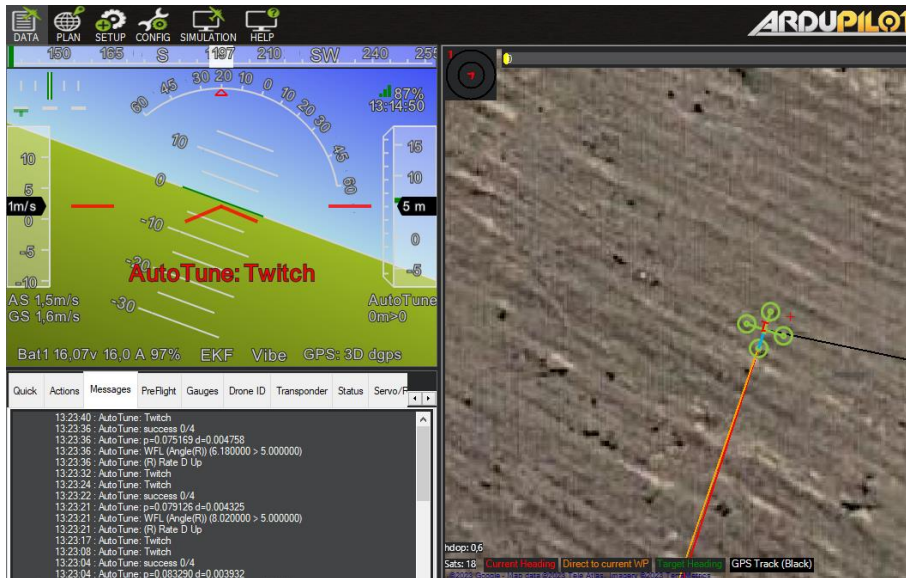 DATA PLAN SETUP CONFIG SIMULATION HELP
ARDUPILOT
150 165 S 197 210 SW 240 255
60 45 30 20 10 0 10 20 30 45 60
87%
13:14:50
10
0
-10
-20
-30
10
5
1m/s
0
-5
-10
15
10
5 m
0
-5
AutoTune: Twitch
AS 1,5m/s
GS 1,6m/s
AutoTune
0m>0
Bat1 16,07v 16,0 A 97% EKF Vibe GPS: 3D dgps
Quick Actions Messages PreFlight Gauges Drone ID Transponder Status
13:23:40 : AutoTune: Twitch
13:23:36 : AutoTune: success 0/4
13:23:36 : AutoTune: p=0.075169 d=0.004758
13:23:36 : AutoTune: WFL (Angle(R)) (6.180000 > 5.000000)
13:23:36 : AutoTune: (R) Rate D Up
13:23:32 : AutoTune: Twitch
13:23:24 : AutoTune: Twitch
13:23:22 : AutoTune: success 0/4
13:23:21 : AutoTune: p=0.079126 d=0.004325
13:23:21 : AutoTune: WFL (Angle(R)) (8.020000 > 5.000000)
13:23:21 : AutoTune: (R) Rate D Up
13:23:17 : AutoTune: Twitch
13:23:08 : AutoTune: Twitch
13:23:04 : AutoTune: success 0/4
13:23:04 : AutoTune: p=0.083290 d=0.003932
1
hdop: 0,6
Sats: 18 Current Heading Direct to current WP Target Heading GPS Track (Black)